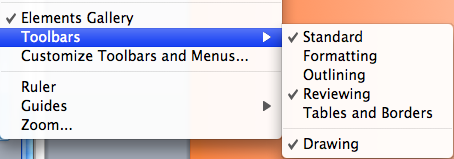 Elements Gallery
Toolbars
Customize Toolbars and Menus...
Ruler
Guides
Zoom...
Standard
Formatting
Outlining
Reviewing
Tables and Borders
Drawing